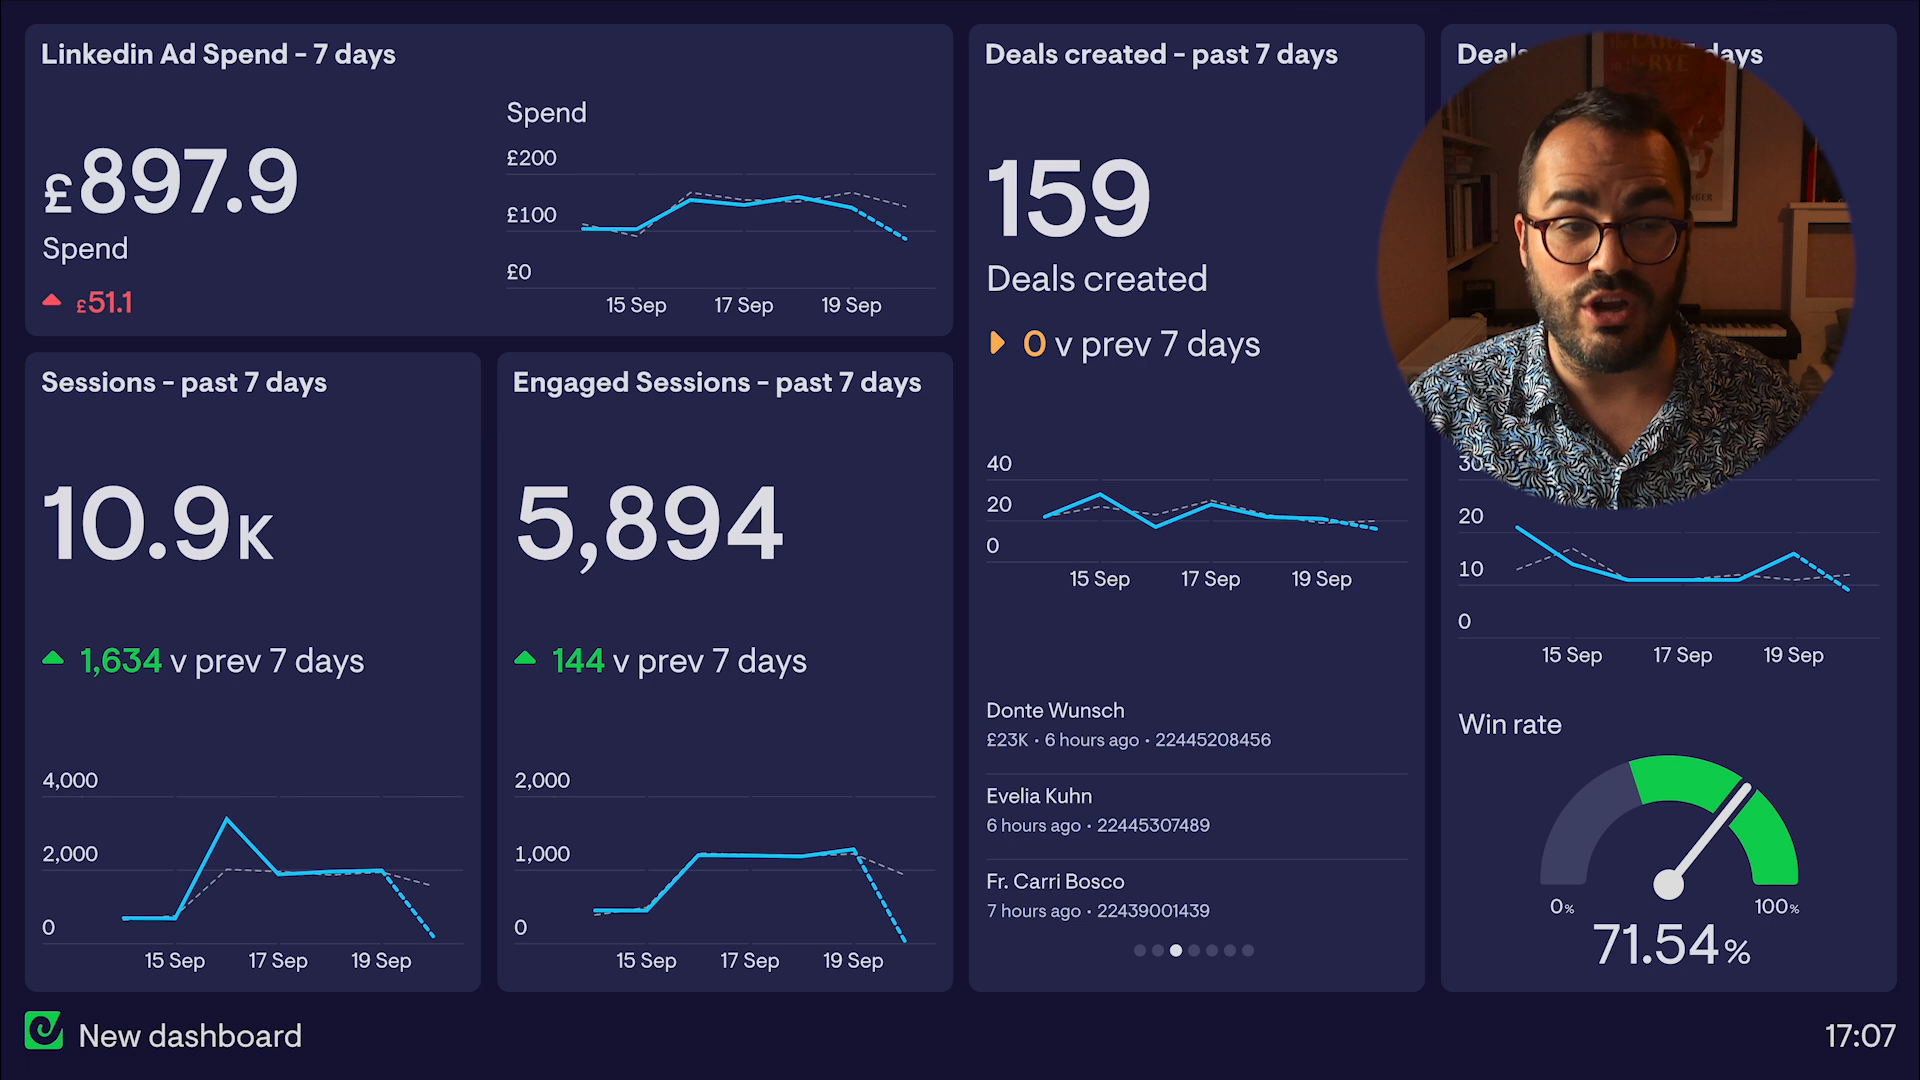 Linkedin Ad Spend - 7 days
£897.9
Spend
£51.1
Spend
£200
£100
£0
15 Sep 17 Sep 19 Sep
Deals created - past 7 days
159
Deals created
0 v prev 7 days
40
20
0
15 Sep 17 Sep 19 Sep
Donte Wunsch
£23K · 6 hours ago · 22445208456
Evelia Kuhn
6 hours ago · 22445307489
Fr. Carri Bosco
7 hours ago · 22439001439
days
RYE
30
20
10
0
15 Sep 17 Sep 19 Sep
Win rate
0% 100%
71.54%
Sessions - past 7 days
10.9K
1,634 v prev 7 days
4,000
2,000
0
15 Sep 17 Sep 19 Sep
Engaged Sessions - past 7 days
5,894
144 v prev 7 days
2,000
1,000
0
15 Sep 17 Sep 19 Sep
New dashboard
17:07